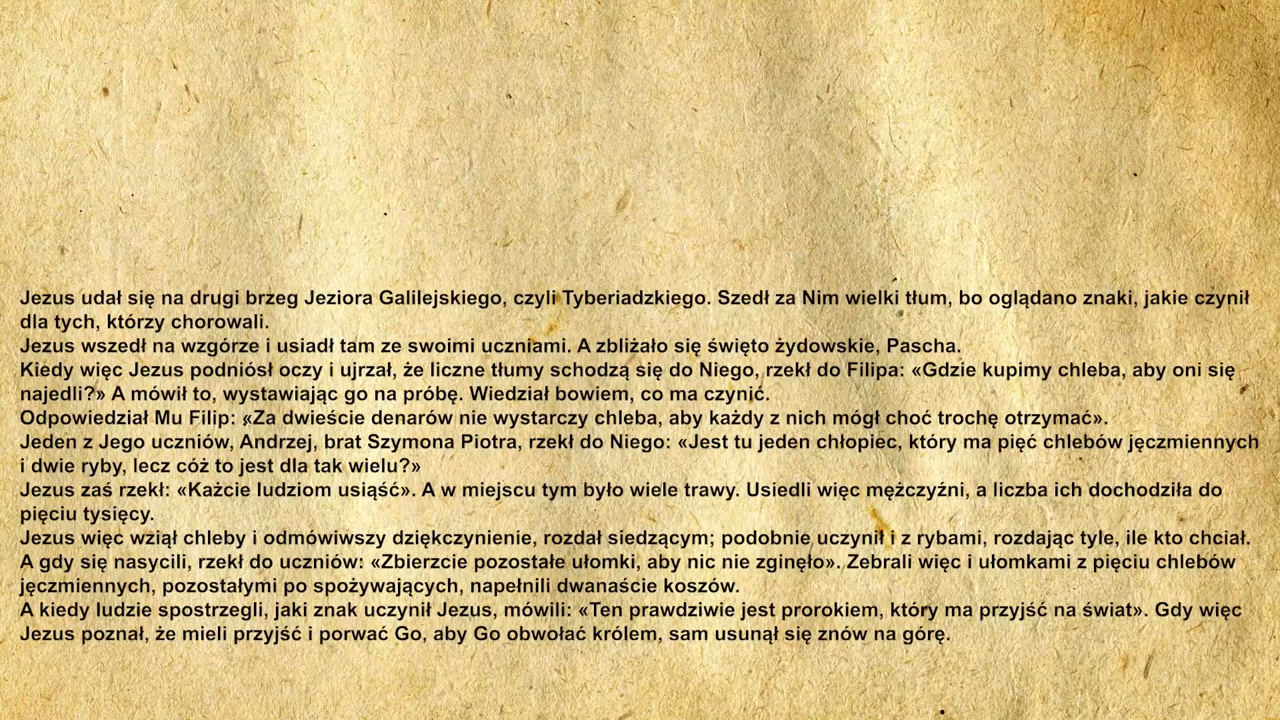 Jezus udał się na drugi brzeg Jeziora Galilejskiego, czyli Tyberiadzkiego. Szedł za Nim wielki tłum, bo oglądano znaki, jakie czynił
dla tych, którzy chorowali.
Jezus wszedł na wzgórze i usiadł tam ze swoimi uczniami. A zbliżało się święto żydowskie, Pascha.
Kiedy więc Jezus podniósł oczy i ujrzał, że liczne tłumy schodzą się do Niego, rzekł do Filipa: «Gdzie kupimy chleba, aby oni się
najedli?» A mówił to, wystawiając go na próbę. Wiedział bowiem, co ma czynić.
Odpowiedział Mu Filip: «Za dwieście denarów nie wystarczy chleba, aby każdy z nich mógł choć trochę otrzymać».
Jeden z Jego uczniów, Andrzej, brat Szymona Piotra, rzekł do Niego: «Jest tu jeden chłopiec, który ma pięć chlebów jęczmiennych
i dwie ryby, lecz cóż to jest dla tak wielu?»
Jezus zaś rzekł: «Każcie ludziom usiąść». A w miejscu tym było wiele trawy. Usiedli więc mężczyźni, a liczba ich dochodziła do
pięciu tysięcy.
Jezus więc wziął chleby i odmówiwszy dziękczynienie, rozdał siedzącym; podobnie uczynił i z rybami, rozdając tyle, ile kto chciał.
A gdy się nasycili, rzekł do uczniów: «Zbierzcie pozostałe ułomki, aby nic nie zginęło». Zebrali więc i ułomkami z pięciu chlebów
jęczmiennych, pozostałymi po spożywających, napełnili dwanaście koszów.
A kiedy ludzie spostrzegli, jaki znak uczynił Jezus, mówili: «Ten prawdziwie jest prorokiem, który ma przyjść na świat». Gdy więc
Jezus poznał, że mieli przyjść i porwać Go, aby Go obwołać królem, sam usunął się znów na górę.